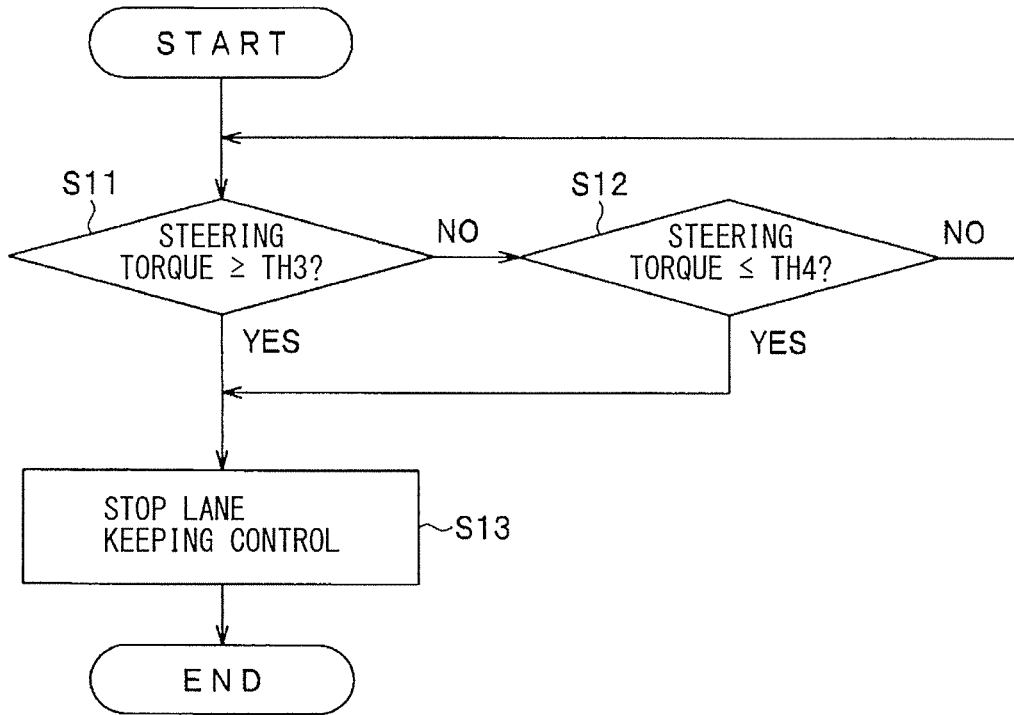 START
S11
STEERING
TORQUE ≥ TH3?
NO
YES
S12
STEERING
TORQUE ≤ TH4?
NO
YES
STOP LANE
KEEPING CONTROL
S13
END